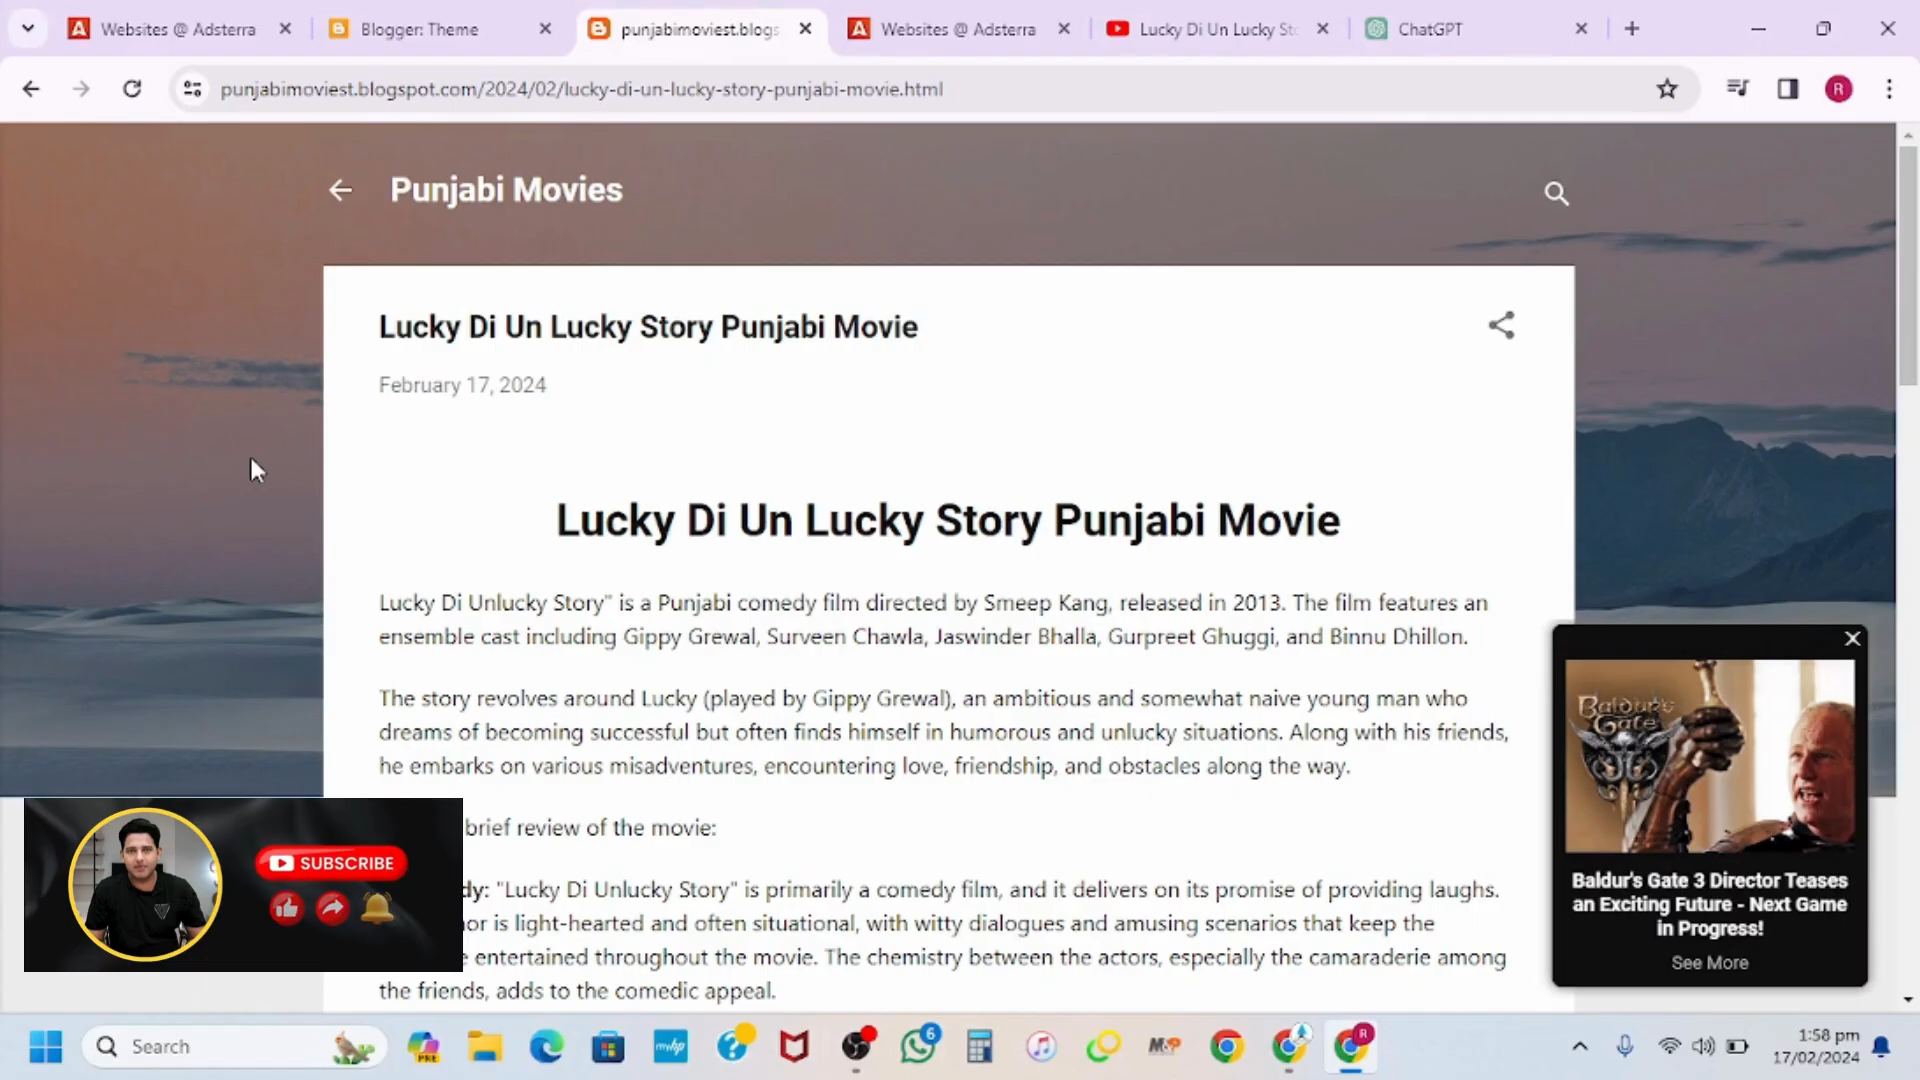 Websites @ Adsterra
Blogger: Theme
punjabimoviest.blogs
Websites @ Adsterra
Lucky Di Un Lucky St
ChatGPT
punjabimoviest.blogspot.com/2024/02/lucky-di-un-lucky-story-punjabi-movie.html
R
Punjabi Movies
Lucky Di Un Lucky Story Punjabi Movie
February 17, 2024
Lucky Di Un Lucky Story Punjabi Movie
Lucky Di Unlucky Story" is a Punjabi comedy film directed by Smeep Kang, released in 2013. The film features an
ensemble cast including Gippy Grewal, Surveen Chawla, Jaswinder Bhalla, Gurpreet Ghuggi, and Binnu Dhillon.
The story revolves around Lucky (played by Gippy Grewal), an ambitious and somewhat naive young man who
dreams of becoming successful but often finds himself in humorous and unlucky situations. Along with his friends,
he embarks on various misadventures, encountering love, friendship, and obstacles along the way.
brief review of the movie:
dy: "Lucky Di Unlucky Story" is primarily a comedy film, and it delivers on its promise of providing laughs.
or is light-hearted and often situational, with witty dialogues and amusing scenarios that keep the
e entertained throughout the movie. The chemistry between the actors, especially the camaraderie among
the friends, adds to the comedic appeal.
SUBSCRIBE
Baldur's
Gate
Baldur's Gate 3 Director Teases
an Exciting Future - Next Game
in Progress!
See More
Search
PRE
myhp
6
R
1:58 pm
17/02/2024